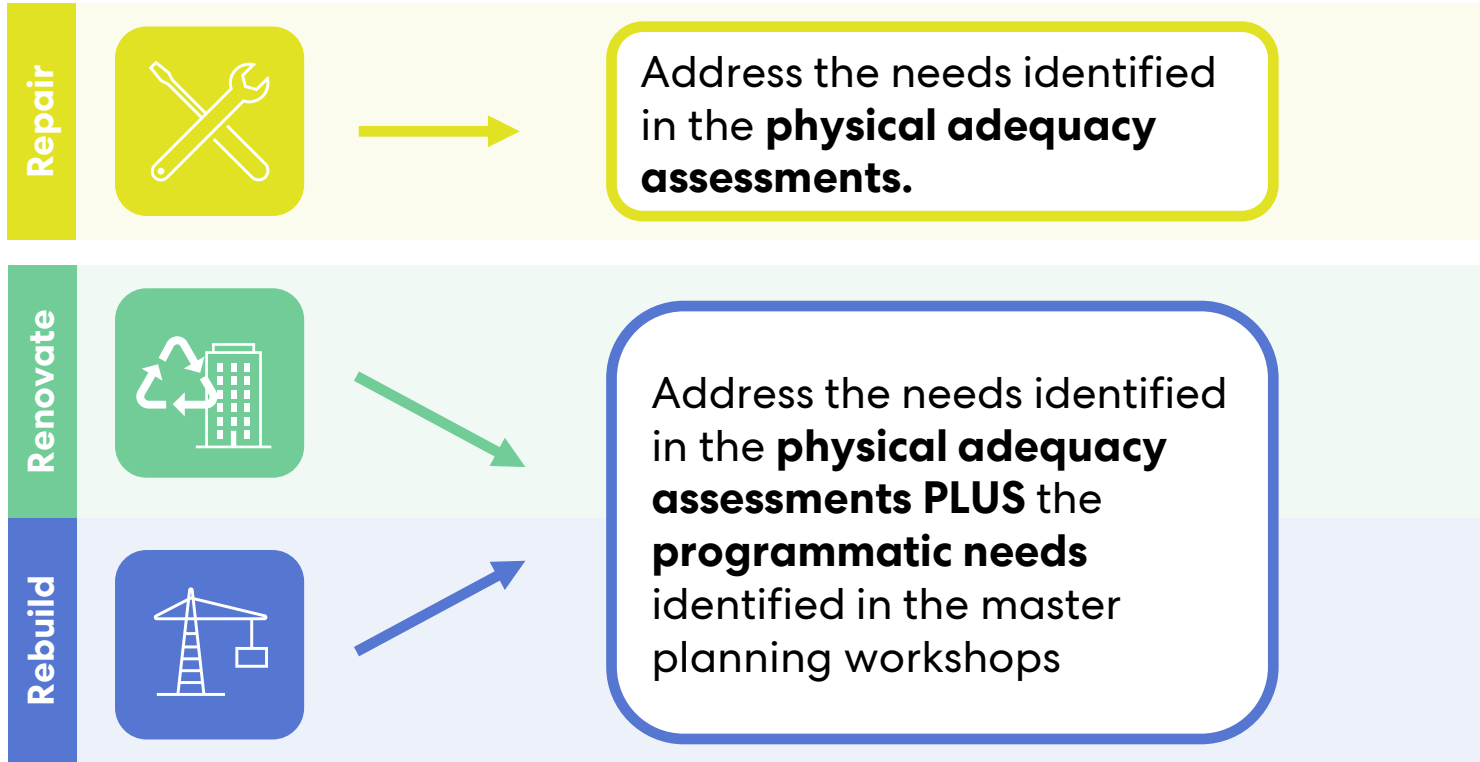 Repair
Address the needs identified
in the physical adequacy
assessments.
Renovate
Rebuild
Address the needs identified
in the physical adequacy
assessments PLUS the
programmatic needs
identified in the master
planning workshops